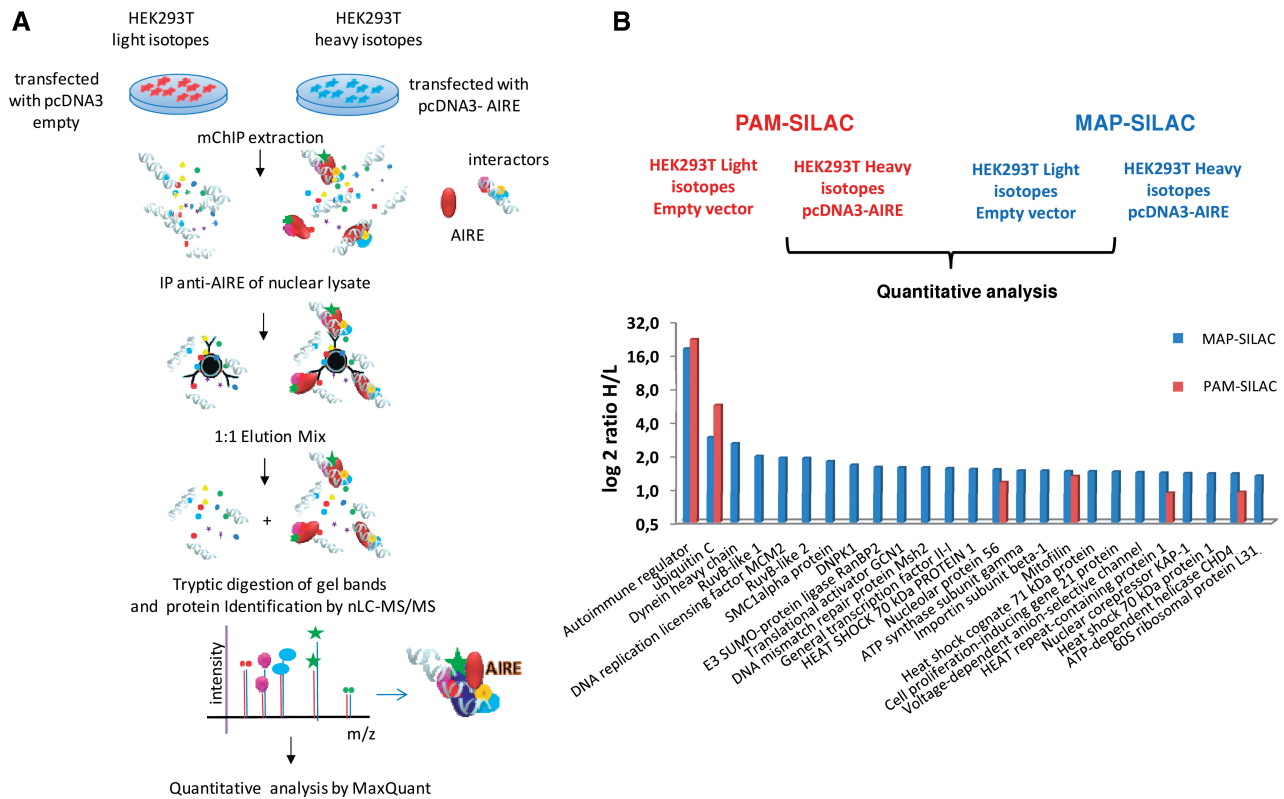 A
HEK293T
light isotopes
HEK293T
heavy isotopes
transfected
with pcDNA3
empty
transfected with
pcDNA3- AIRE
mChIP extraction
interactors
AIRE
IP anti-AIRE of nuclear lysate
1:1 Elution Mix
+
Tryptic digestion of gel bands
and protein Identification by nLC-MS/MS
intensity
m/z
AIRE
Quantitative analysis by MaxQuant
B
PAM-SILAC
MAP-SILAC
HEK293T Light
isotopes
Empty vector
HEK293T Heavy
isotopes
pcDNA3-AIRE
HEK293T Light
isotopes
Empty vector
HEK293T Heavy
isotopes
pcDNA3-AIRE
Quantitative analysis
log 2 ratio H/L
32,0
16,0
8,0
4,0
2,0
1,0
0,5
MAP-SILAC
PAM-SILAC
Autoimmune regulator
ubiquitin C
Dynein heavy chain
RuvB-like 1
DNA replication licensing factor MCM2
RuvB-like 2
SMC1alpha protein
DNPK1
E3 SUMO-protein ligase RanBP2
Translational activator GCN1
DNA mismatch repair protein Msh2
General transcription factor II-I
HEAT SHOCK 70 kDa PROTEIN 1
Nucleolar protein 56
ATP synthase subunit gamma
Importin subunit beta-1
Mitofilin
Heat shock cognate 71 kDa protein
Cell proliferation-inducing gene 21 protein
Voltage-dependent anion-selective channel
HEAT repeat-containing protein 1
Nuclear corepressor KAP-1
Heat shock 70 kDa protein 1
ATP-dependent helicase CHD4
60S ribosomal protein L31